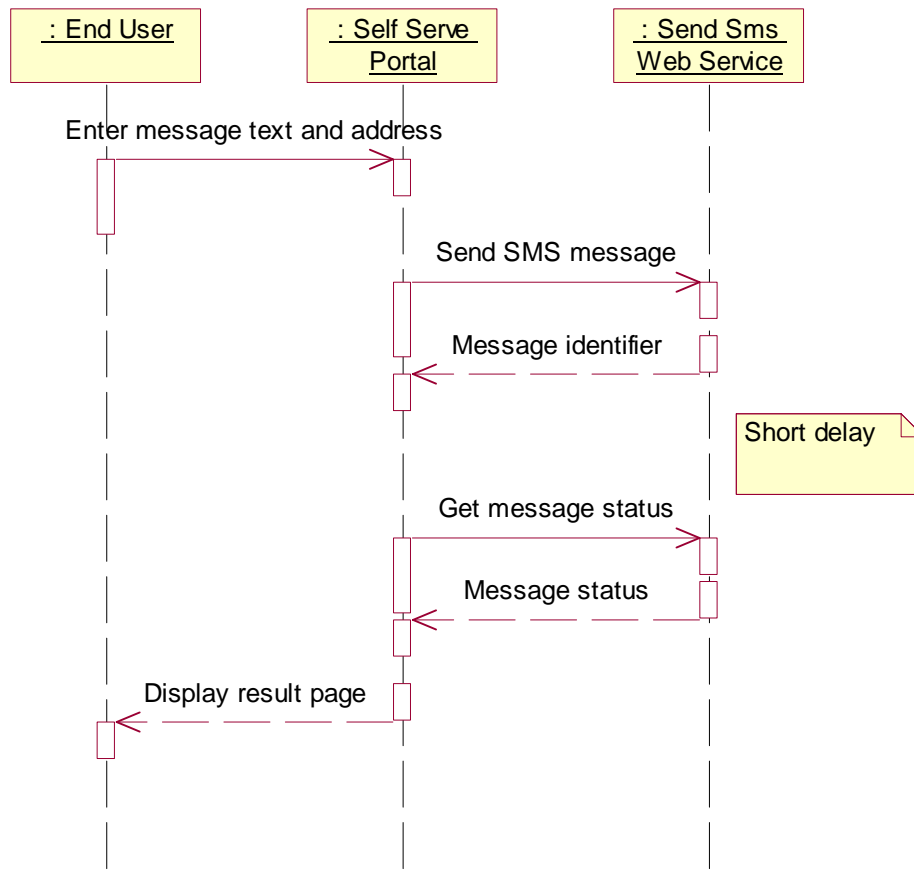 : End User
: Self Serve
Portal
: Send Sms
Web Service
Enter message text and address
Send SMS message
Message identifier
Short delay
Get message status
Message status
Display result page